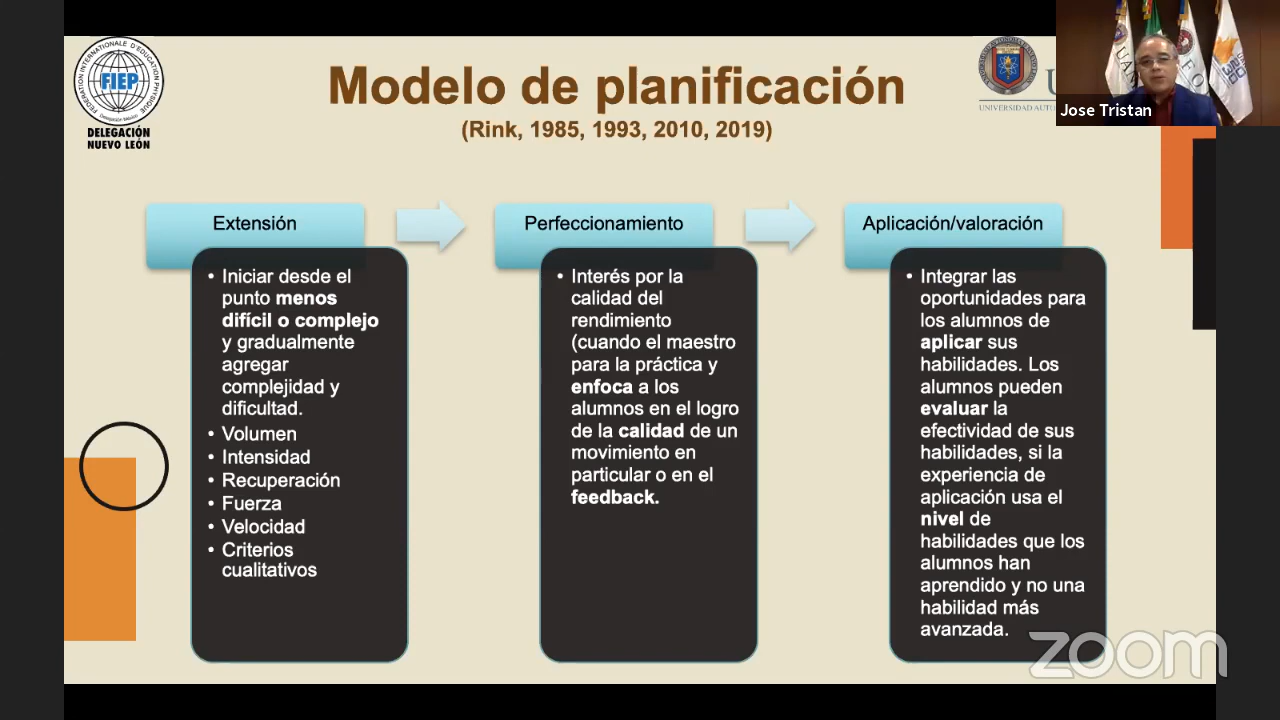 FEDERATION INTERNATIONALE D'EDUCATION PHYSIQUE
FIEP
DELEGACIÓN
NUEVO LEÓN
Modelo de planificación
(Rink, 1985, 1993, 2010, 2019)
UNIVERSIDAD
Jose Tristan
Extensión
Iniciar desde el
punto menos
difícil o complejo
y gradualmente
agregar
complejidad y
dificultad.
• Volumen
• Intensidad
• Recuperación
• Fuerza
• Velocidad
• Criterios
cualitativos
Perfeccionamiento
• Interés por la
calidad del
rendimiento
(cuando el maestro
para la práctica y
enfoca a los
alumnos en el logro
de la calidad de un
movimiento en
particular o en el
feedback.
Aplicación/valoración
• Integrar las
oportunidades para
los alumnos de
aplicar sus
habilidades. Los
alumnos pueden
evaluar la
efectividad de sus
habilidades, si la
experiencia de
aplicación usa el
nivel de
habilidades que los
alumnos han
aprendido y no una
habilidad más
avanzada.
zoom